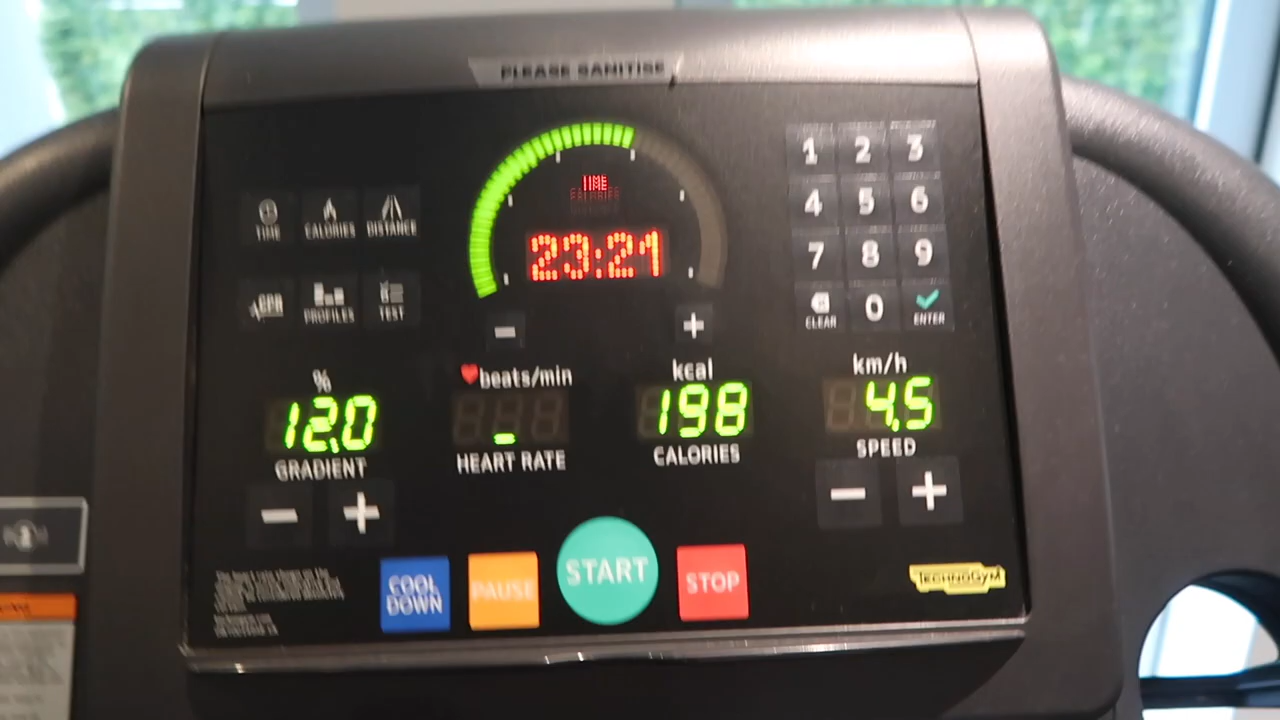 PLEASE SANITISE
TIME
CALORIES
23:21
TIME
CALORIES
DISTANCE
CPR
PROFILES
TEST
1 2 3
4 5 6
7 8 9
CLEAR
0
ENTER
- +
%
12.0
GRADIENT
- +
beats/min
HEART RATE
kcal
198
CALORIES
km/h
4.5
SPEED
- +
COOL
DOWN
PAUSE
START
STOP
TECHNOGYM